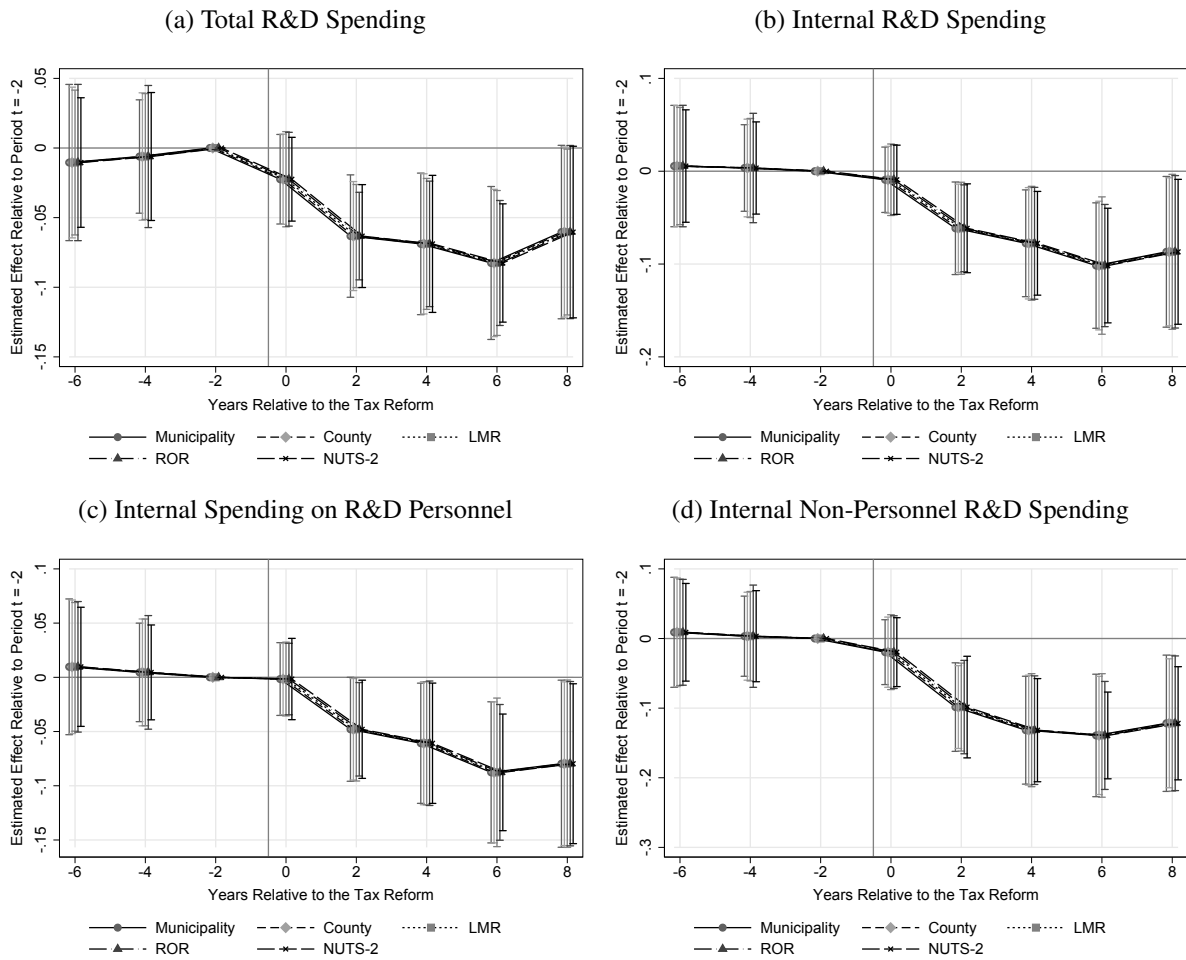 (a) Total R&D Spending
Estimated Effect Relative to Period t = -2
.05
0
-.05
-.1
-.15
-6 -4 -2 0 2 4 6 8
Years Relative to the Tax Reform
Municipality County LMR
ROR NUTS-2
(b) Internal R&D Spending
Estimated Effect Relative to Period t = -2
.1
0
-.1
-.2
-6 -4 -2 0 2 4 6 8
Years Relative to the Tax Reform
Municipality County LMR
ROR NUTS-2
(c) Internal Spending on R&D Personnel
Estimated Effect Relative to Period t = -2
.1
.05
0
-.05
-.1
-.15
-6 -4 -2 0 2 4 6 8
Years Relative to the Tax Reform
Municipality County LMR
ROR NUTS-2
(d) Internal Non-Personnel R&D Spending
Estimated Effect Relative to Period t = -2
.1
0
-.1
-.2
-.3
-6 -4 -2 0 2 4 6 8
Years Relative to the Tax Reform
Municipality County LMR
ROR NUTS-2